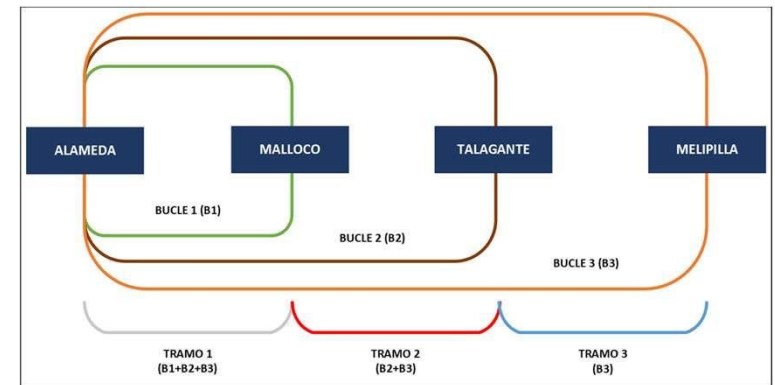 ALAMEDA
MALLOCO
TALAGANTE
MELIPILLA
BUCLE 1 (B1)
BUCLE 2 (B2)
BUCLE 3 (B3)
TRAMO 1
(B1+B2+B3)
TRAMO 2
(B2+B3)
TRAMO 3
(B3)